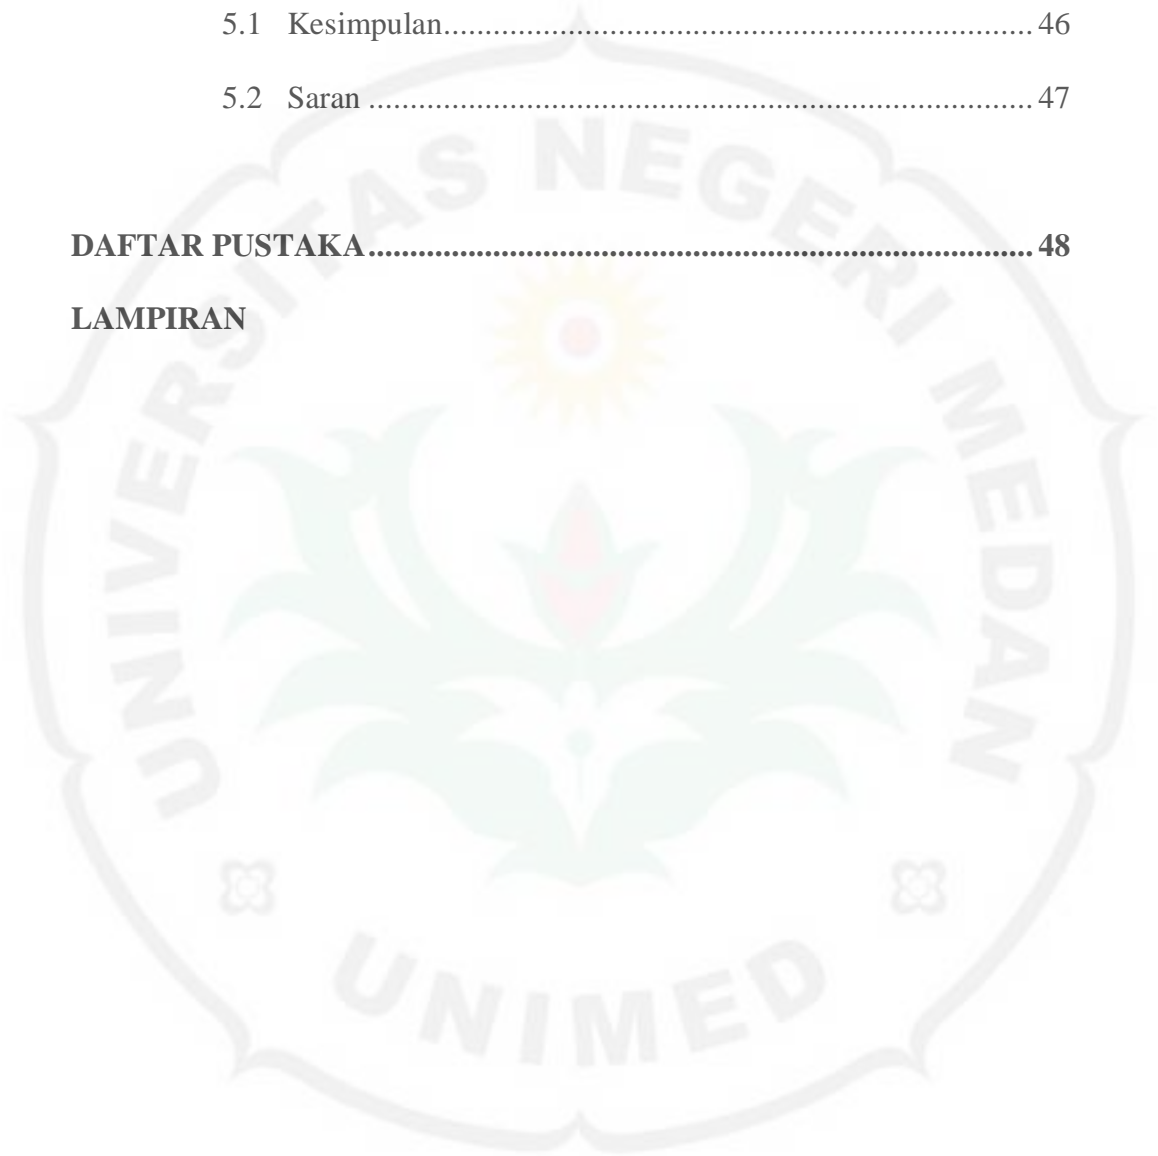 5.1 Kesimpulan........................................................................ 46
5.2 Saran ................................................................................. 47
DAFTAR PUSTAKA................................................................................. 48
LAMPIRAN
UNIVERSITAS NEGERI MEDAN
UNIMED